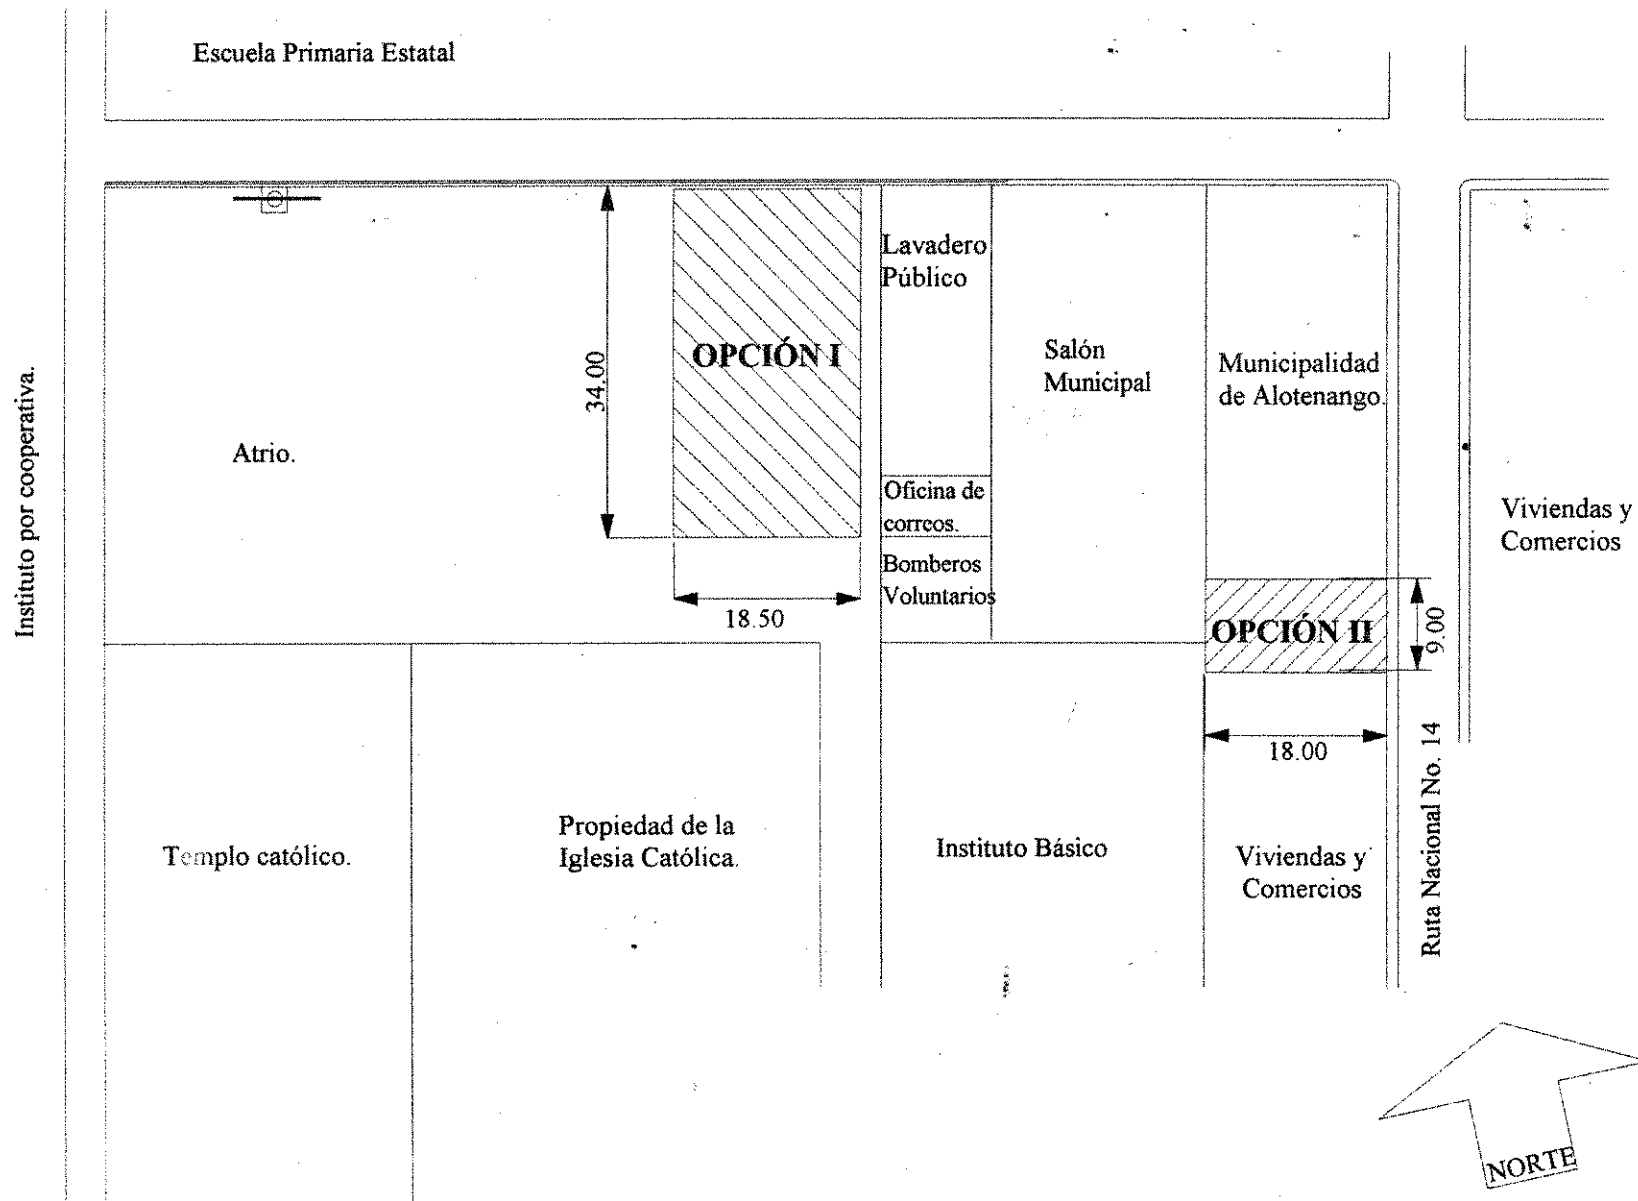 Escuela Primaria Estatal
Instituto por cooperativa.
Atrio.
34.00
OPCIÓN I
18.50
Lavadero
Público
Oficina de
correos.
Bomberos
Voluntarios
Salón
Municipal
Municipalidad
de Alotenango.
OPCIÓN II
9.00
18.00
Viviendas y
Comercios
Templo católico.
Propiedad de la
Iglesia Católica.
Instituto Básico
Viviendas y
Comercios
Ruta Nacional No. 14
NORTE